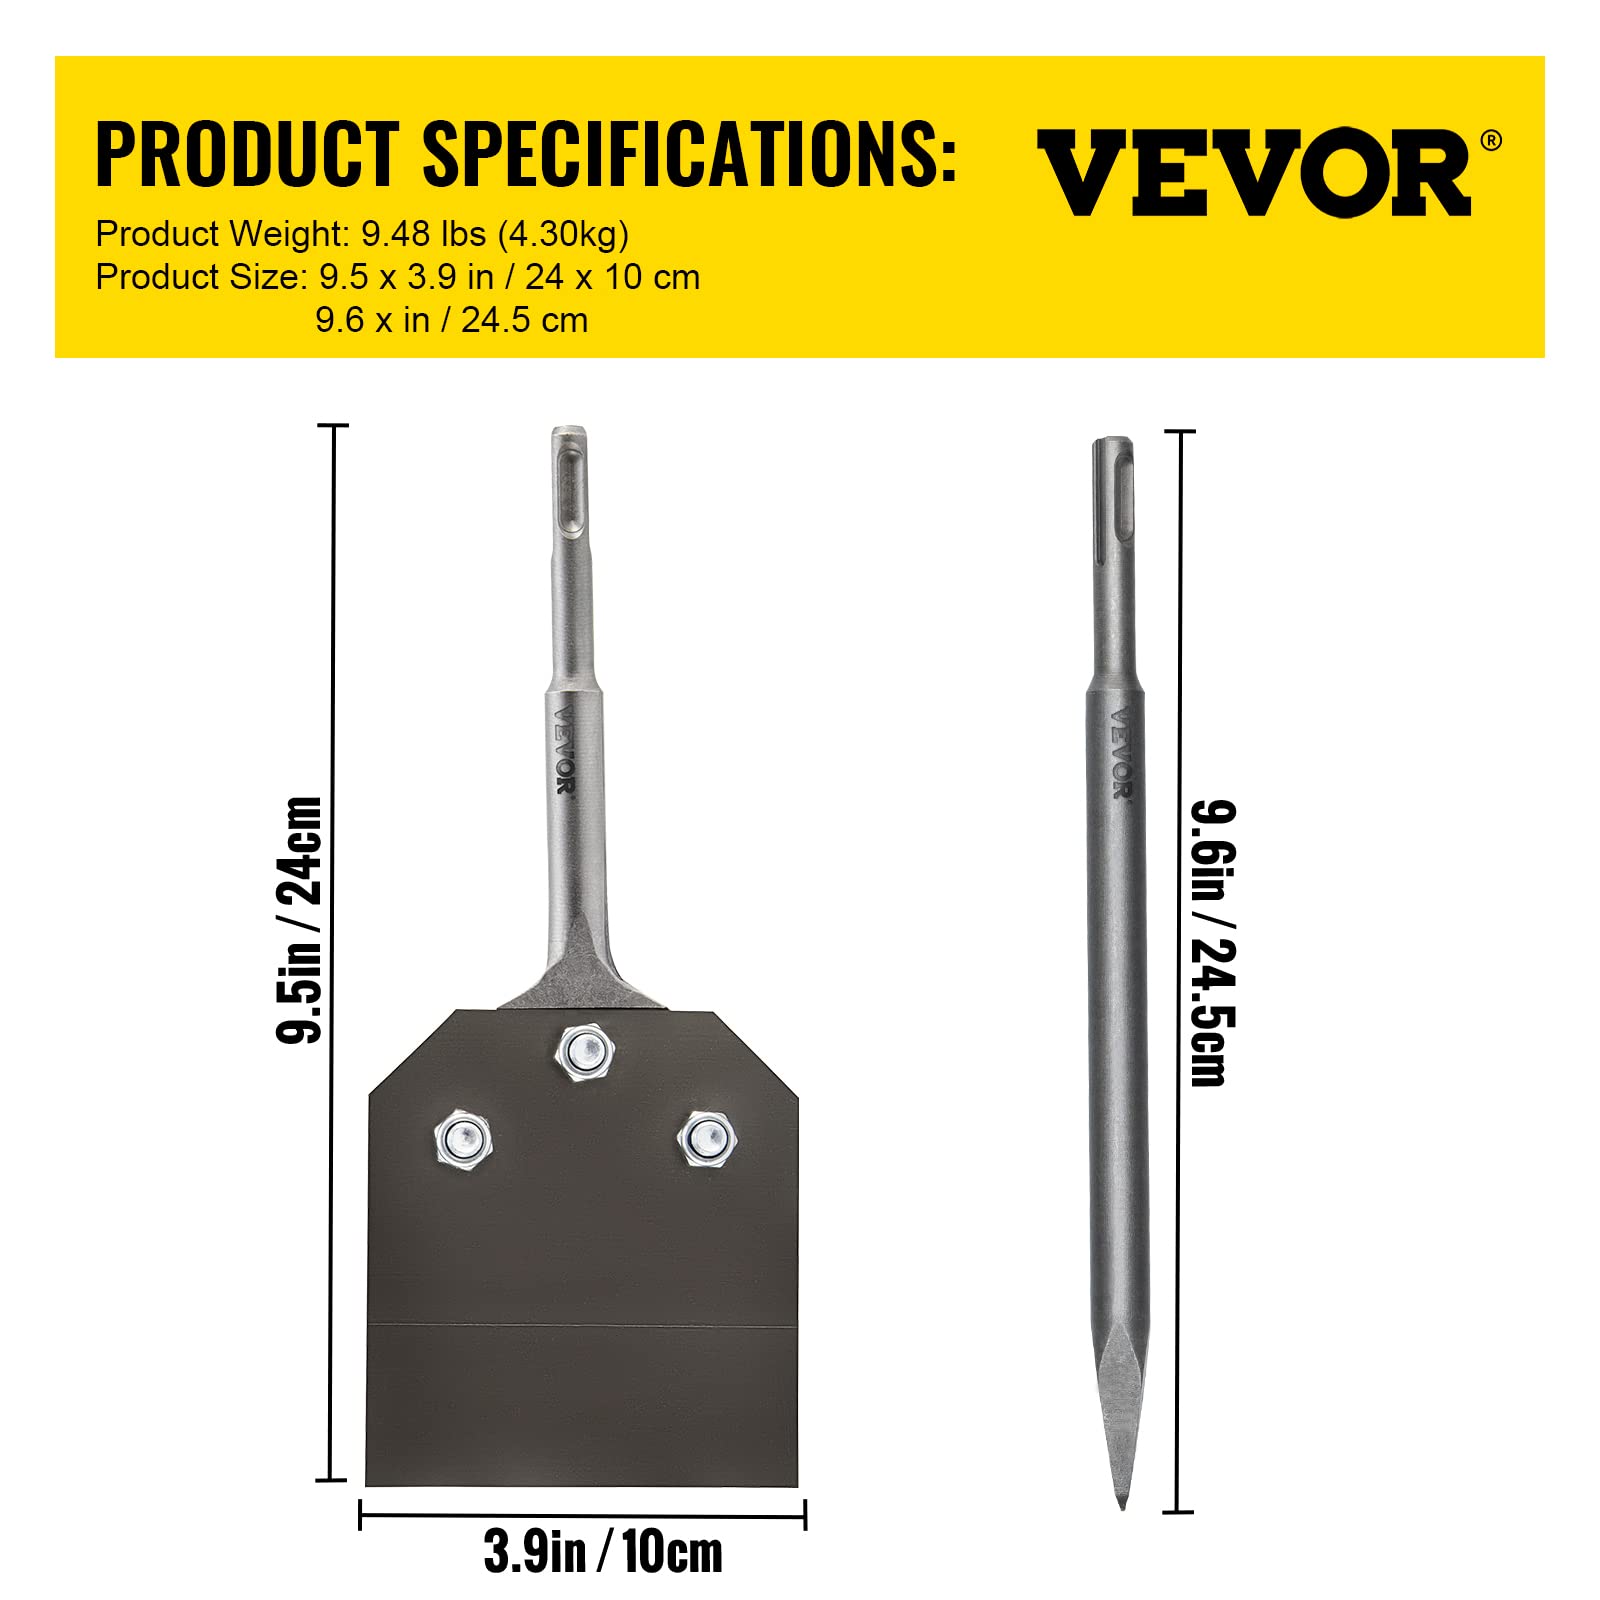 PRODUCT SPECIFICATIONS:
VEVOR®
Product Weight: 9.48 lbs (4.30kg)
Product Size: 9.5 x 3.9 in / 24 x 10 cm
9.6 x in / 24.5 cm
9.5in / 24cm
VEVOR
3.9in / 10cm
VEVOR
9.6in / 24.5cm